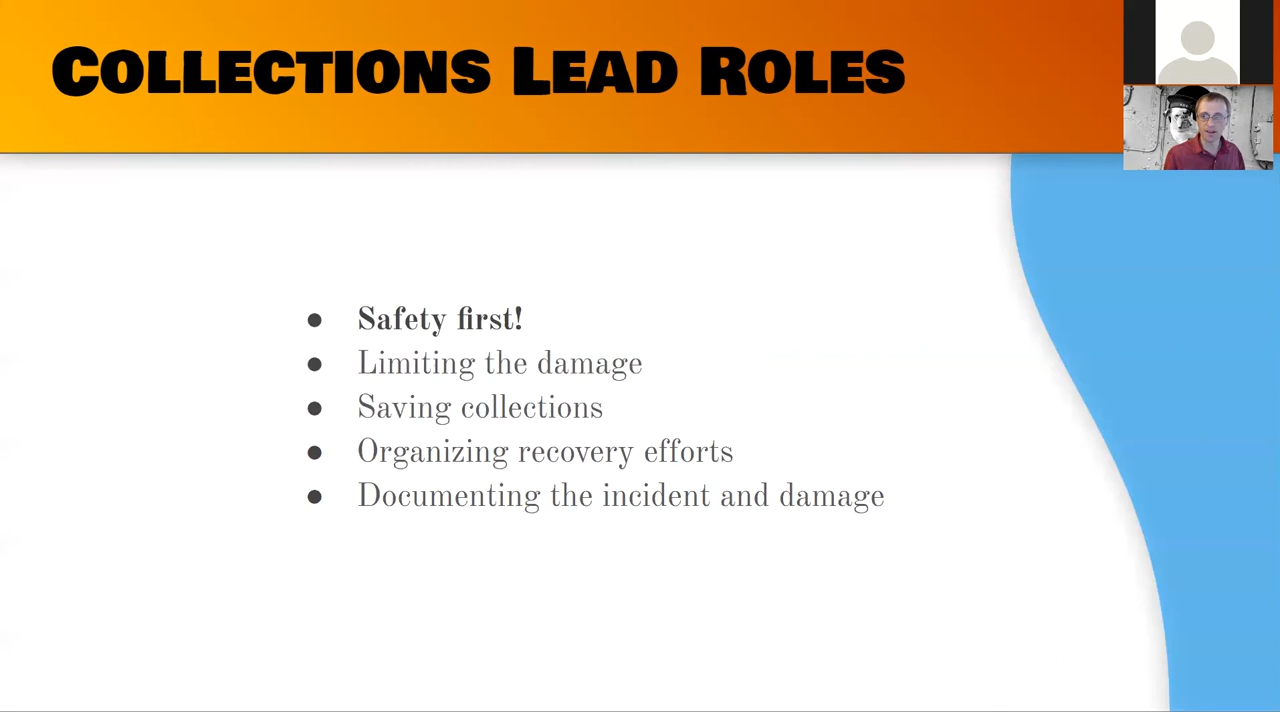 Collections Lead Roles
● Safety first!
● Limiting the damage
● Saving collections
● Organizing recovery efforts
● Documenting the incident and damage